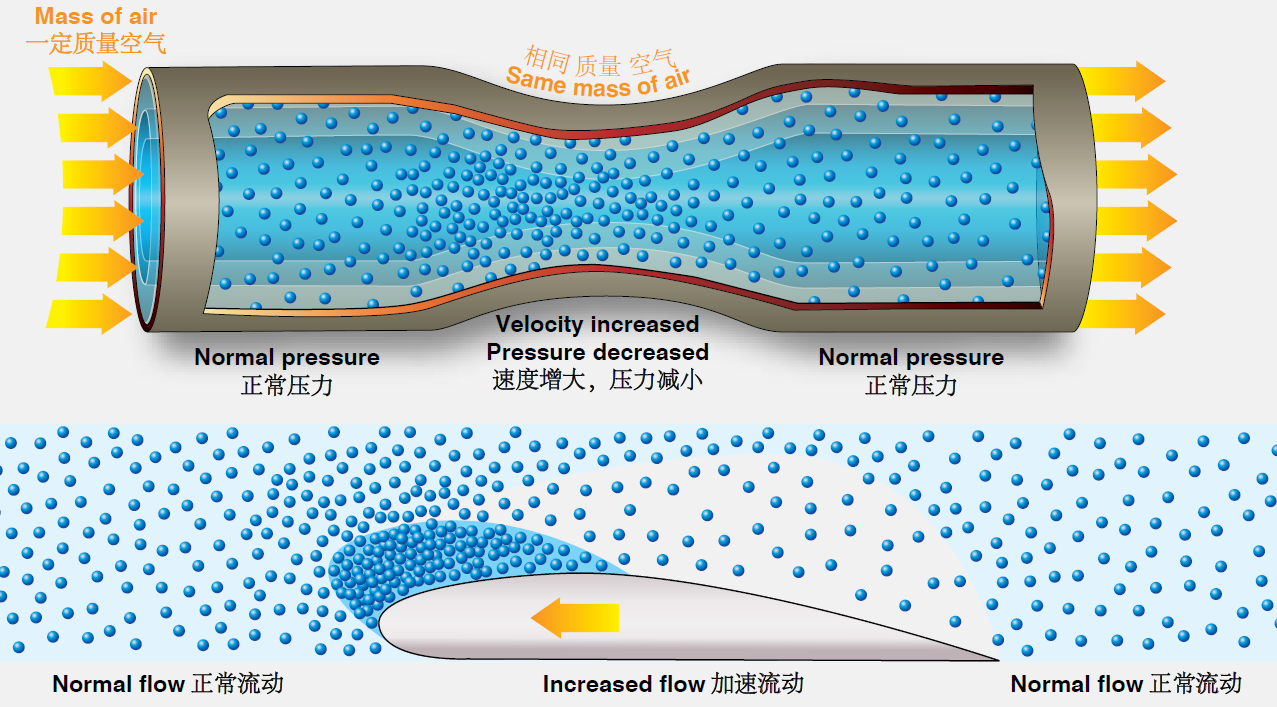 Mass of air
一定质量空气
相同 质量 空气
Same mass of air
Normal pressure
正常压力
Velocity increased
Pressure decreased
速度增大，压力减小
Normal pressure
正常压力
Normal flow 正常流动
Increased flow 加速流动
Normal flow 正常流动